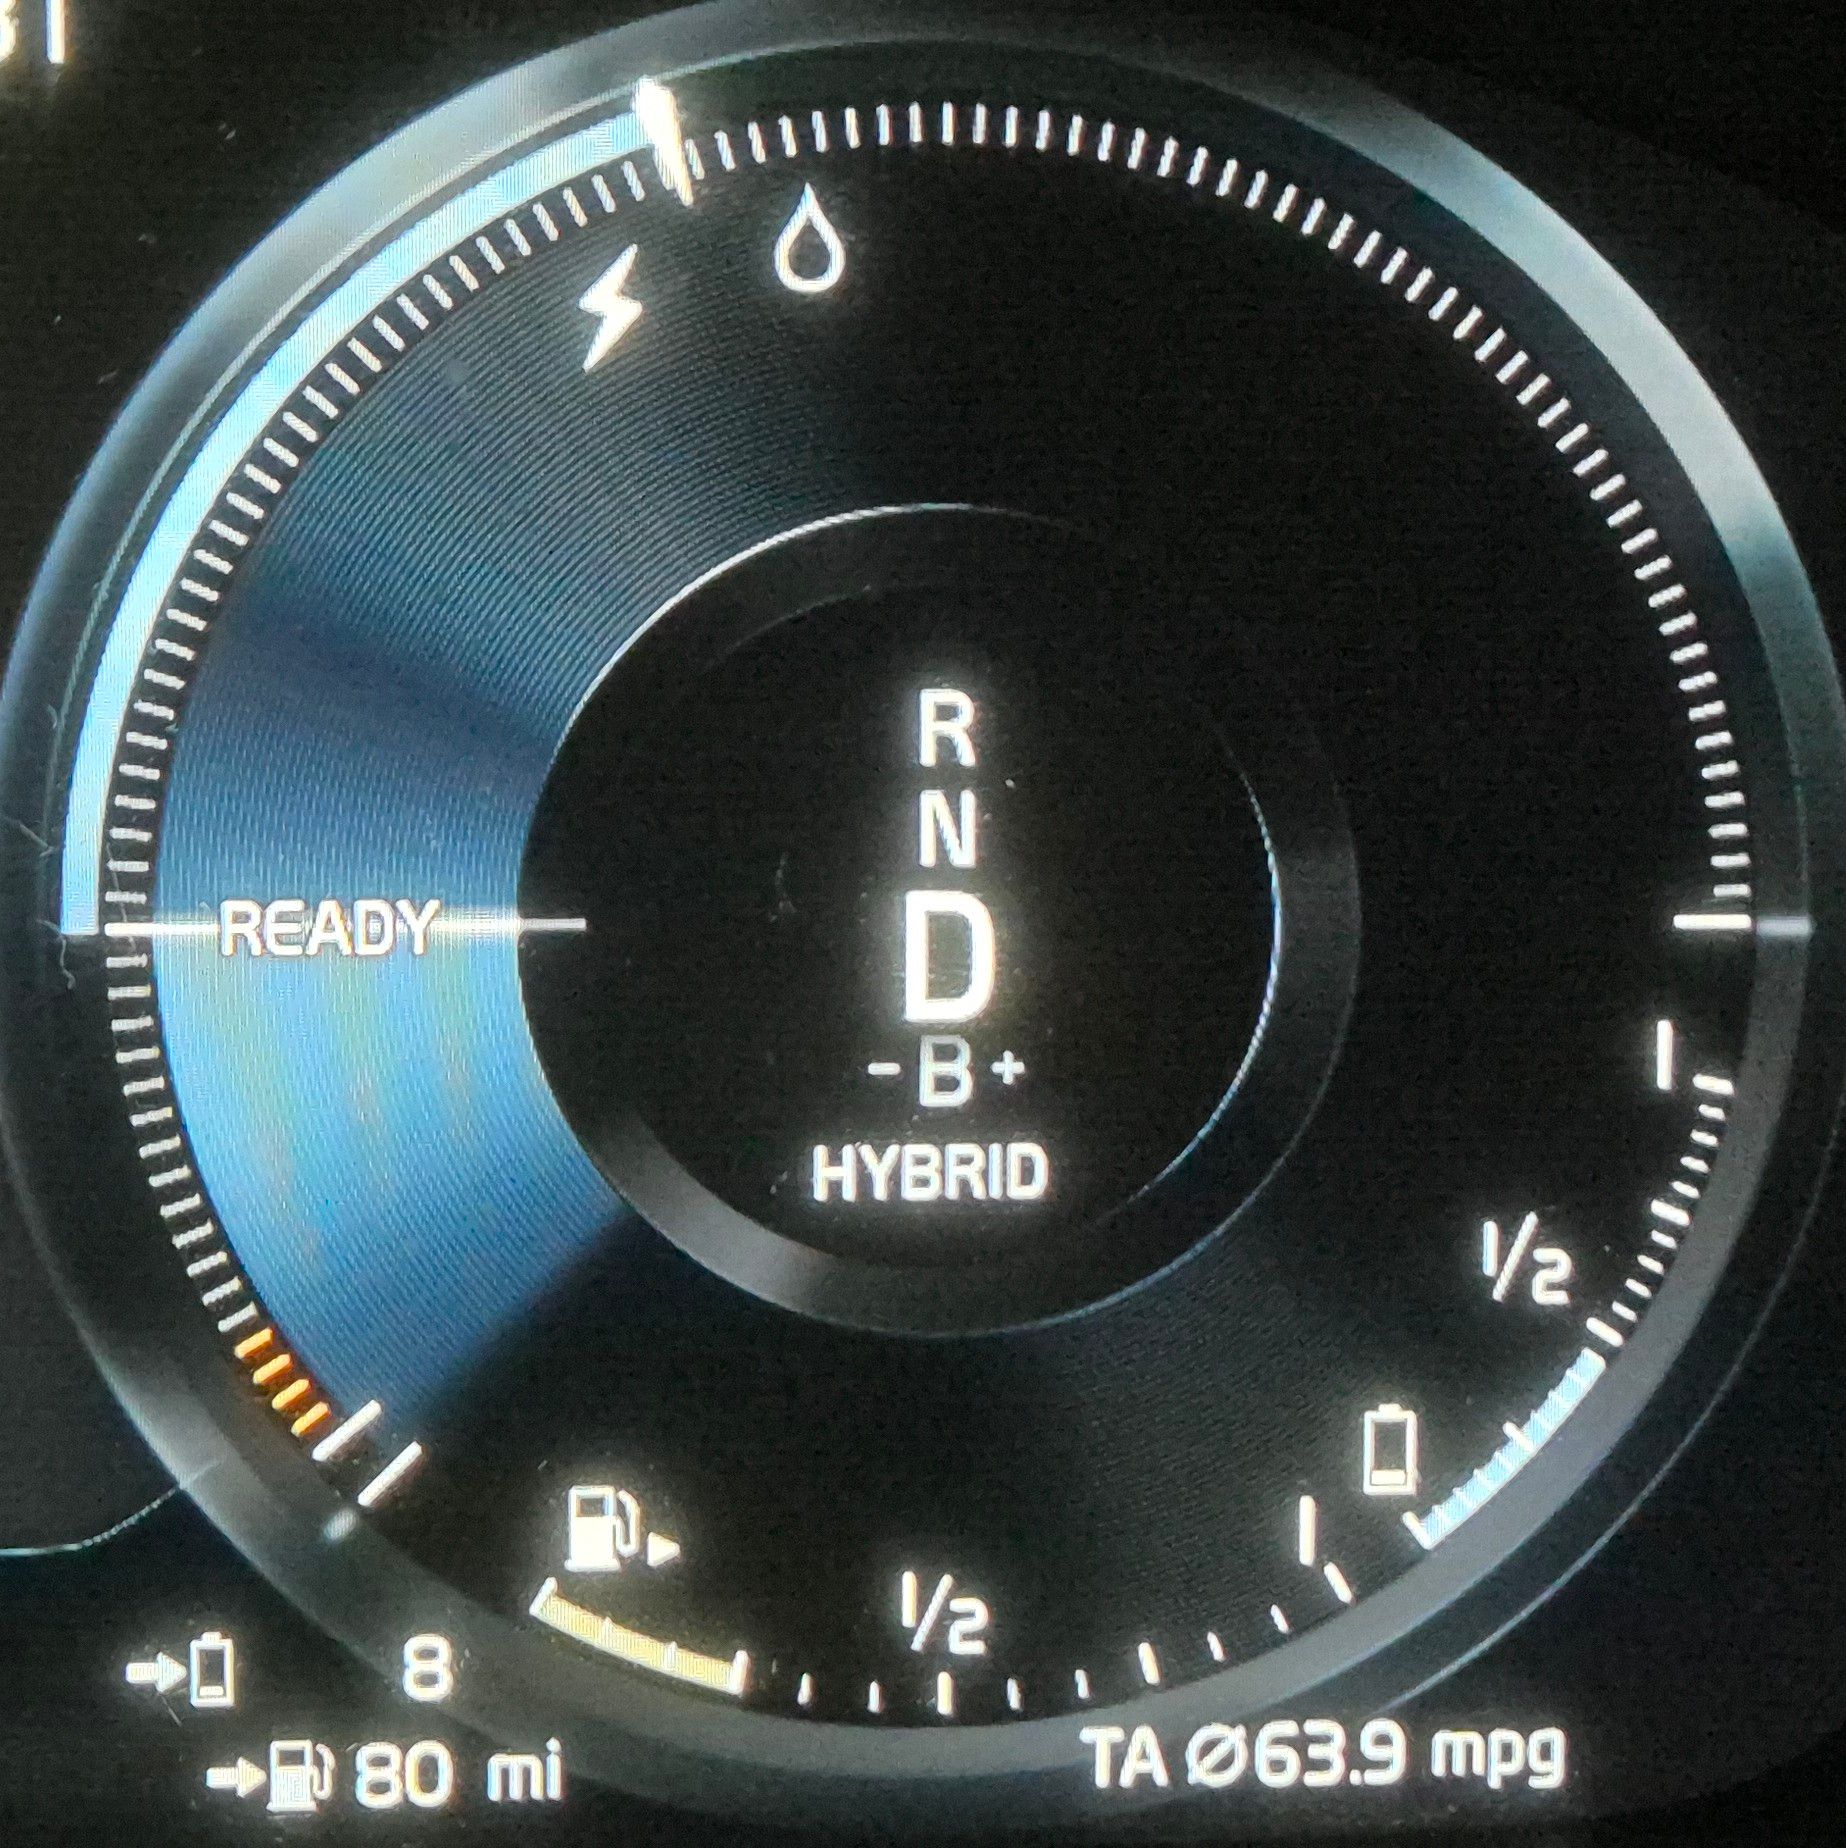 R
N
D
READY
- B +
HYBRID
1
1/2
1
1/2
8
80 mi
TA Ø63.9 mpg